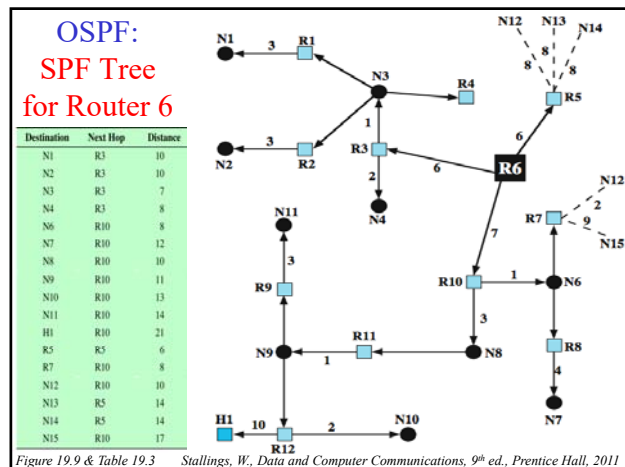 OSPF:
SPF Tree
for Router 6
Destination Next Hop Distance
N1 R3 10
N2 R3 10
N3 R3 7
N4 R3 8
N6 R10 8
N7 R10 12
N8 R10 10
N9 R10 11
N10 R10 13
N11 R10 14
H1 R10 21
R5 R5 6
R7 R10 8
N12 R10 10
N13 R5 14
N14 R5 14
N15 R10 17
N12 N13 N14
N1 3 R1
8 8 8
N3 R4 R5
1 6
N2 3 R2 R3 6 R6
2
N4
N12
R7 2
9
N15
7
N11
3
R9
R10 1 N6
3
N9 1 R11 N8 R8
4
N7
H1 10 R12 2 N10
Figure 19.9 & Table 19.3 Stallings, W., Data and Computer Communications, 9th ed., Prentice Hall, 2011